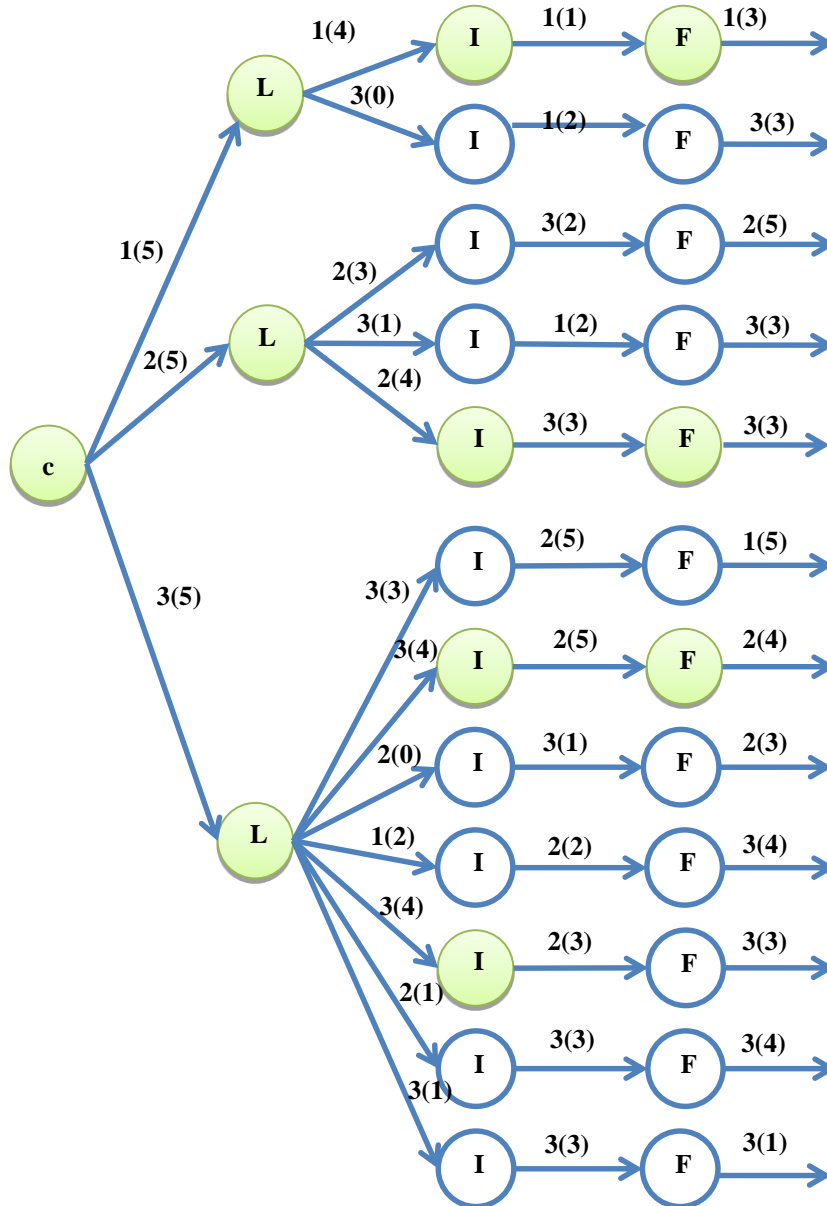 1(4) I 1(1) F 1(3)
L
3(0)
I 1(2) F 3(3)
1(5)
2(3) I 3(2) F 2(5)
L 3(1) I 1(2) F 3(3)
2(5) 2(4)
I 3(3) F 3(3)
c
3(5)
3(3) I 2(5) F 1(5)
3(4) I 2(5) F 2(4)
2(0) I 3(1) F 2(3)
L 1(2) I 2(2) F 3(4)
3(4) I 2(3) F 3(3)
2(1) I 3(3) F 3(4)
3(1) I 3(3) F 3(1)